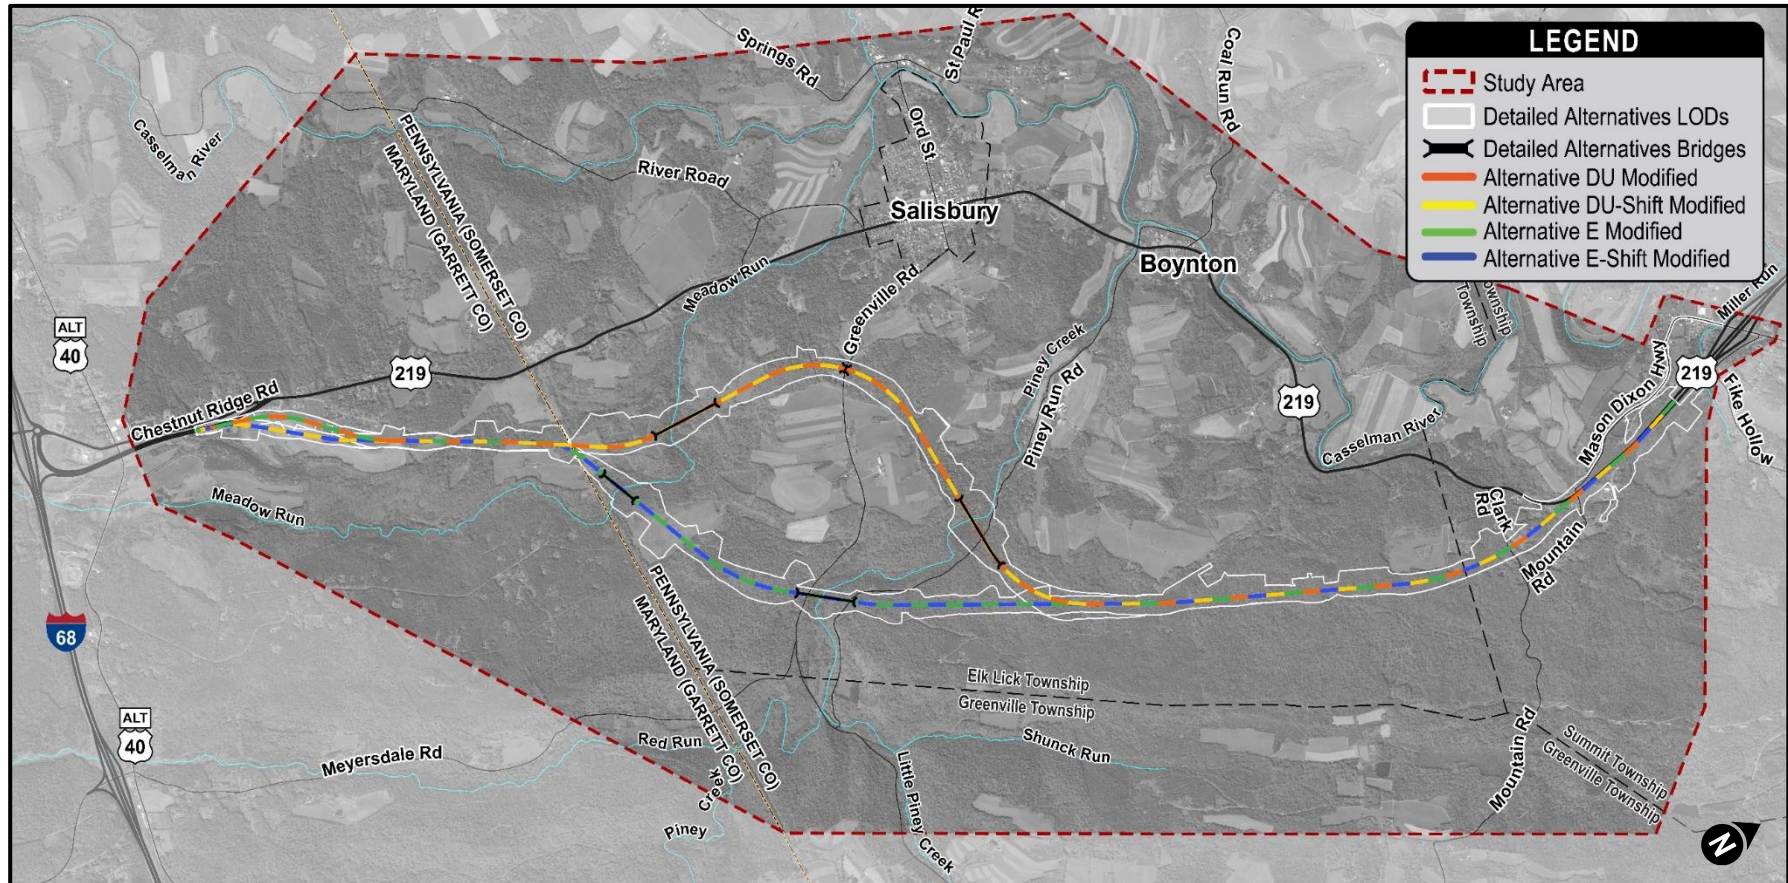 LEGEND
Study Area
Detailed Alternatives LODs
Detailed Alternatives Bridges
Alternative DU Modified
Alternative DU-Shift Modified
Alternative E Modified
Alternative E-Shift Modified
Springs Rd
St Paul R
Coal Run Rd
Casselman River
PENNSYLVANIA (SOMERSET CO)
MARYLAND (GARRETT CO)
River Road
Ord St
Salisbury
Boynton
Meadow Run
Greenville Rd
Township
ownship
Miller Run
ALT
40
219
Chestnut Ridge Rd
Piney Creek
Piney Run Rd
219
Casselman River
Mason Dixon Hwy
219
Fike Hollow
Meadow Run
Clark Rd
Mountain Rd
68
PENNSYLVANIA (SOMERSET CO)
MARYLAND (GARRETT CO)
Elk Lick Township
Greenville Township
ALT
40
Meyersdale Rd
Red Run
Piney Creek
Little Piney Creek
Shunck Run
Mountain Rd
Summit Township
Greenville Township
N